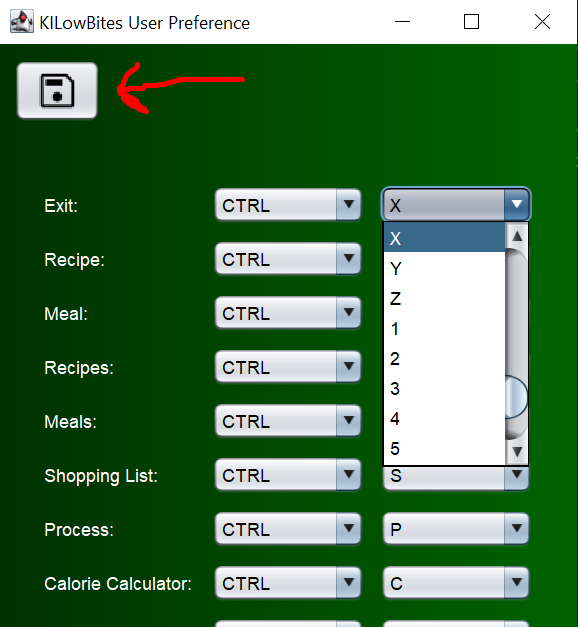 KILowBites User Preference
Exit: CTRL X
X
Recipe: CTRL
Y
Z
Meal: CTRL
1
2
Recipes: CTRL
3
4
Meals: CTRL
5
Shopping List: CTRL S
Process: CTRL P
Calorie Calculator: CTRL C